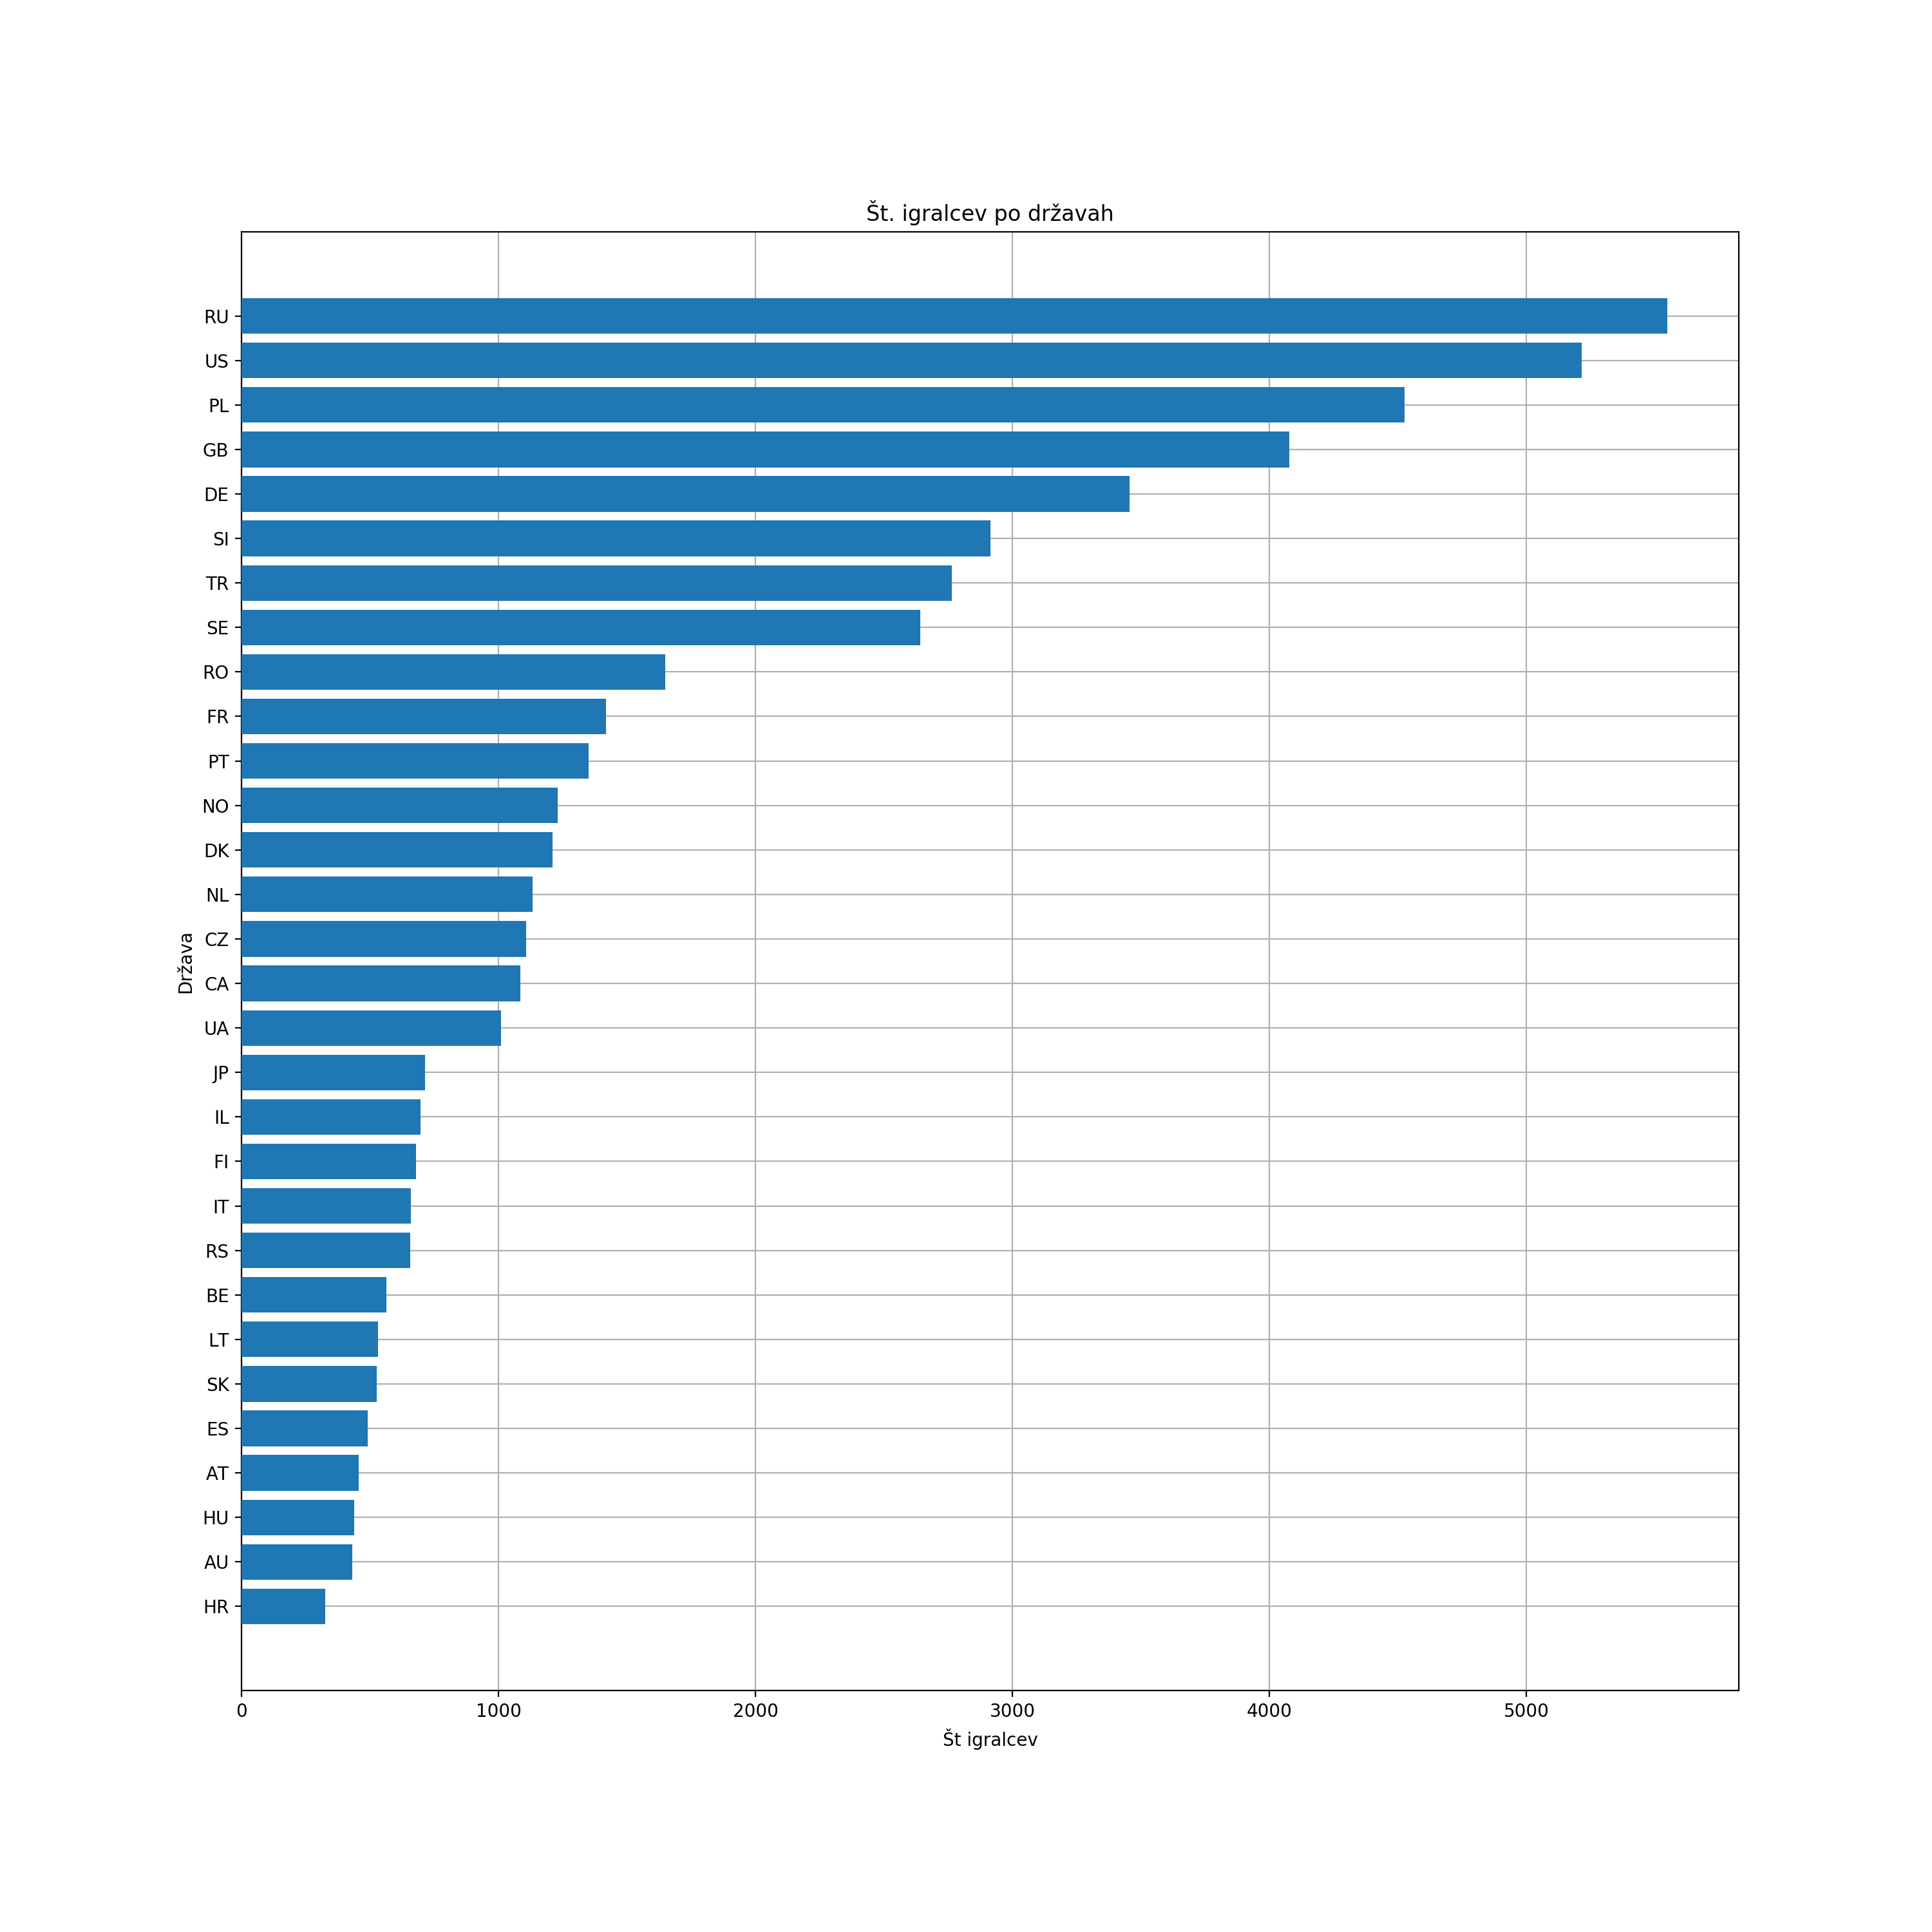 Št. igralcev po državah
RU
US
PL
GB
DE
SI
TR
SE
RO
FR
PT
NO
DK
NL
CZ
CA
UA
JP
IL
FI
IT
RS
BE
LT
SK
ES
AT
HU
AU
HR
Država
0 1000 2000 3000 4000 5000
Št igralcev